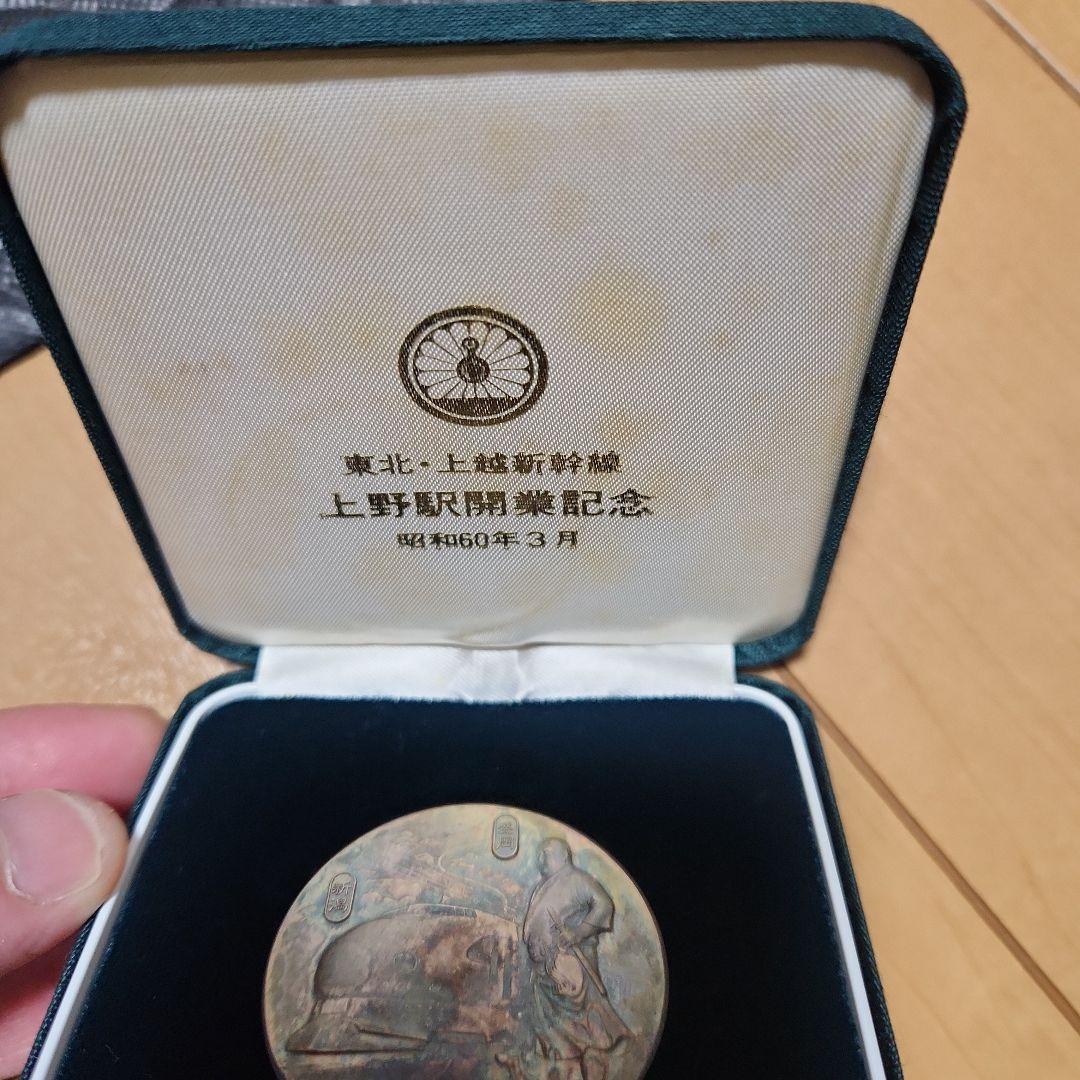 東北・上越新幹線
上野駅開業記念
昭和60年3月
盛岡
新潟